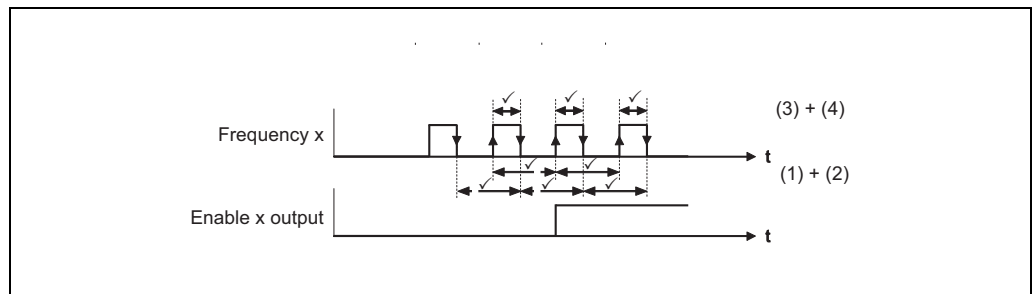 ✓ ✓ ✓
(3) + (4)
Frequency x
t
✓ ✓
(1) + (2)
✓ ✓ ✓
Enable x output
t